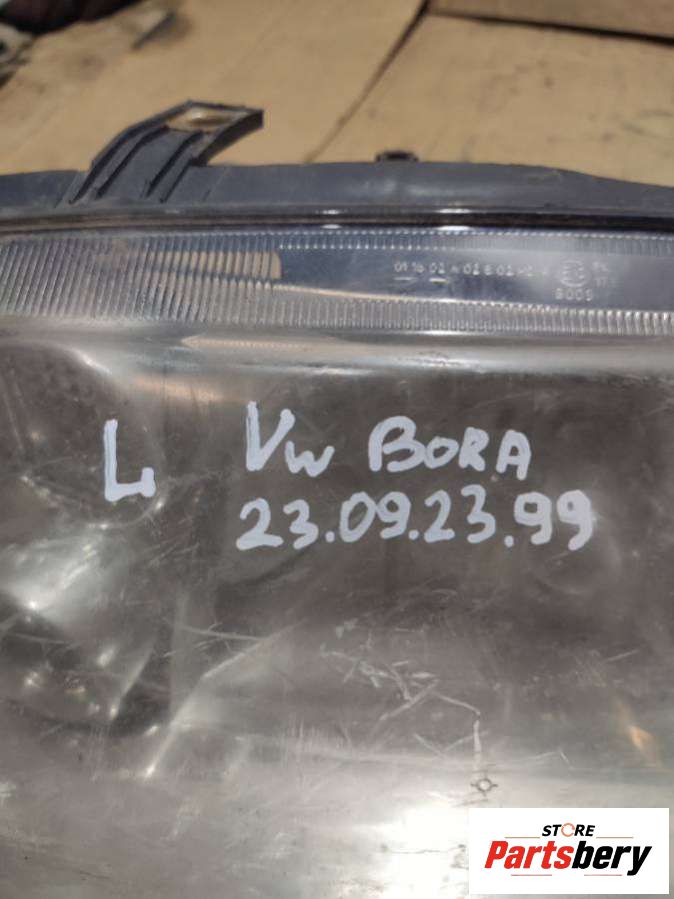 L VW BORA
23.09.23.99
STORE
Partsbery